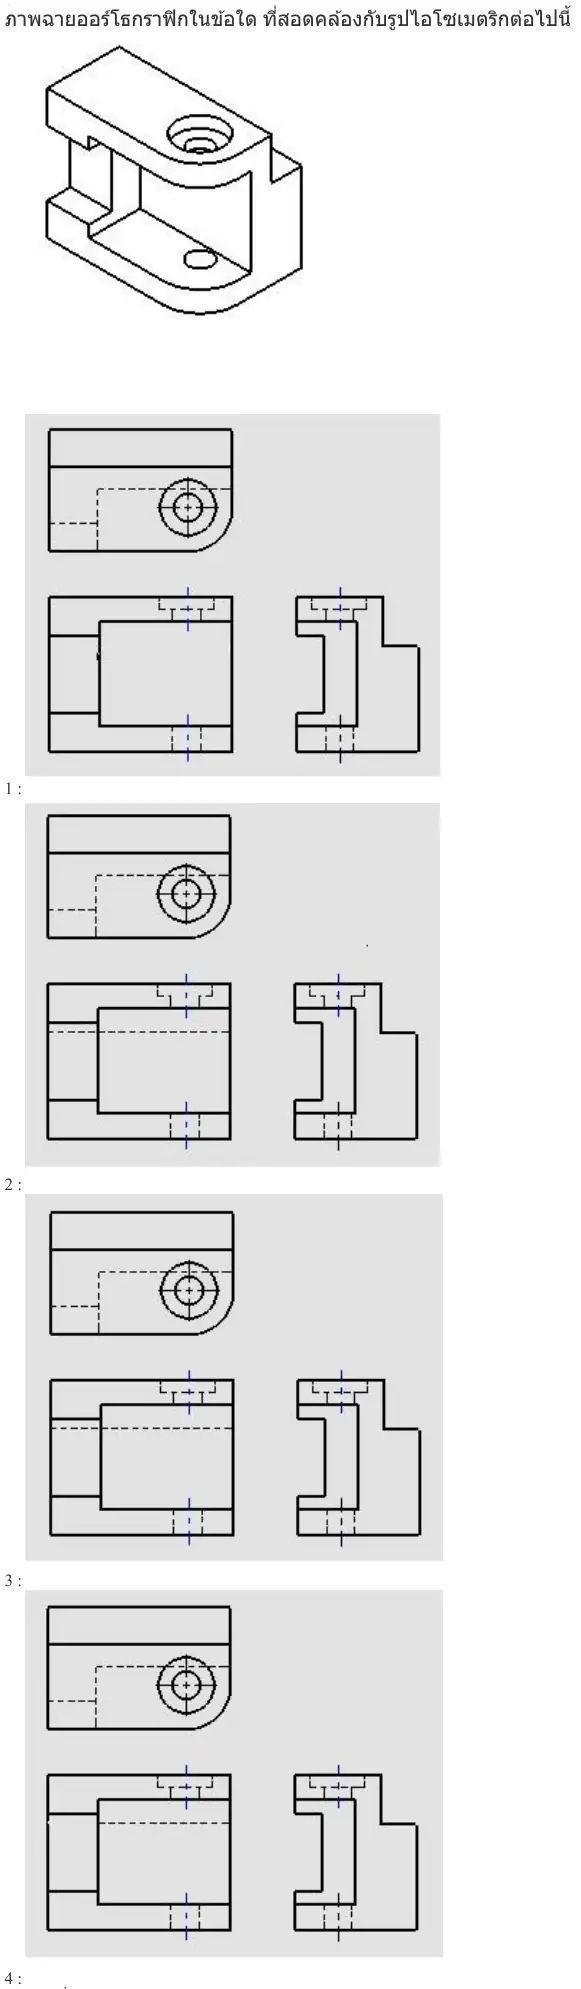 ภาพฉายออร์โธกราฟิกในข้อใด ที่สอดคล้องกับรูปไอโซเมตริกต่อไปนี้
1 :
2 :
3 :
4 :